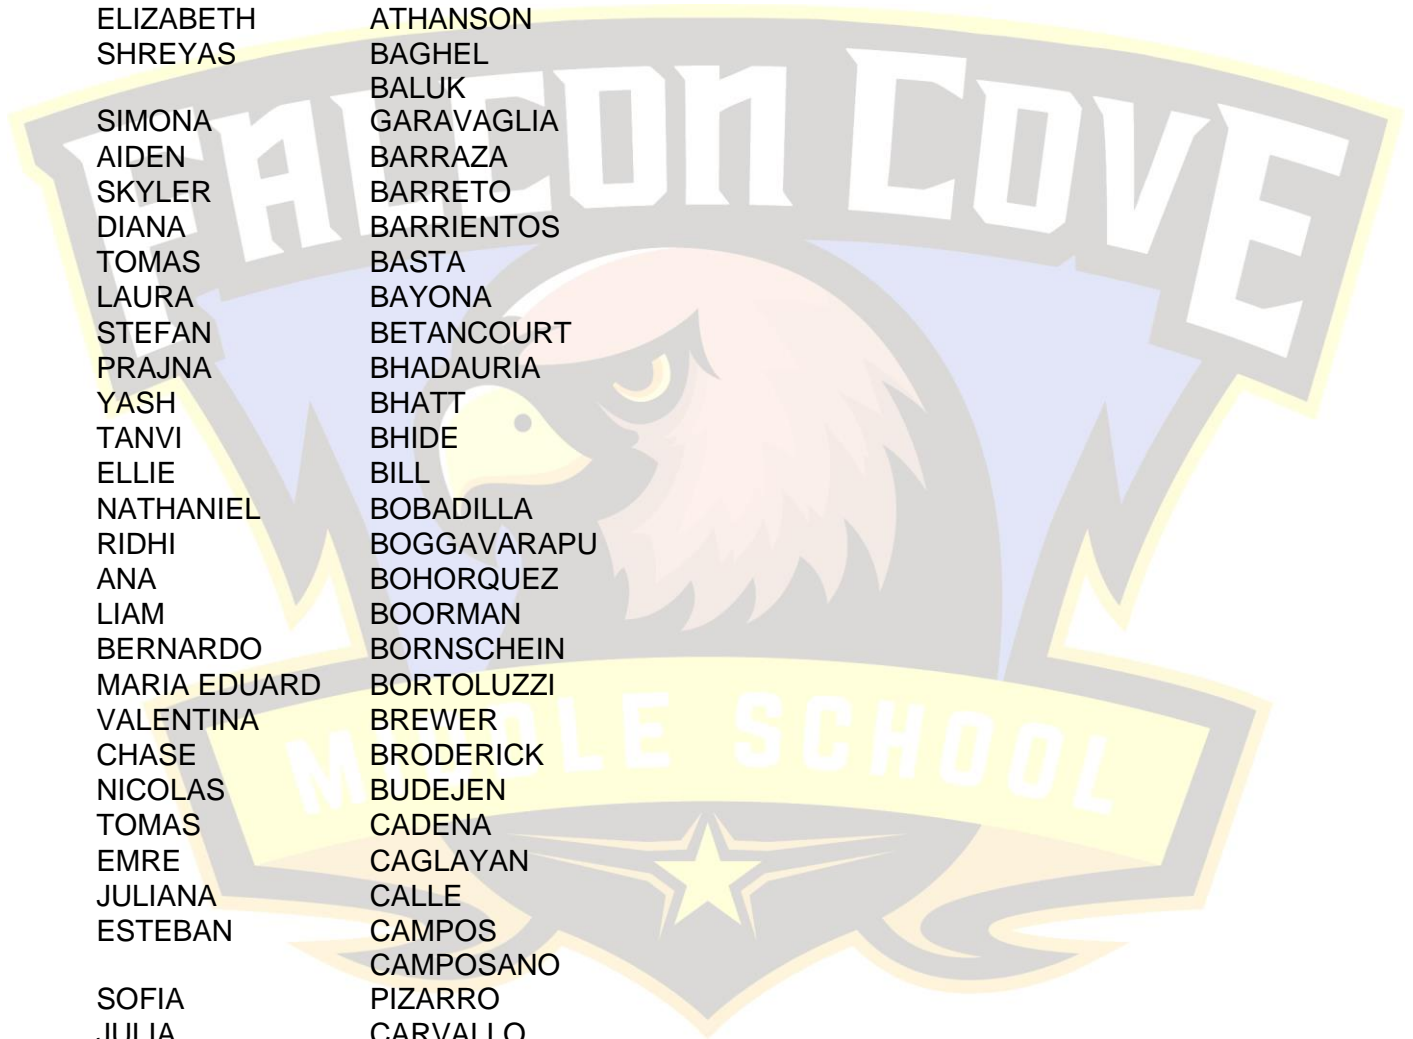 FALCON COVE
MIDDLE SCHOOL
ELIZABETH ATHANSON
SHREYAS BAGHEL
BALUK
SIMONA GARAVAGLIA
AIDEN BARRAZA
SKYLER BARRETO
DIANA BARRIENTOS
TOMAS BASTA
LAURA BAYONA
STEFAN BETANCOURT
PRAJNA BHADAURIA
YASH BHATT
TANVI BHIDE
ELLIE BILL
NATHANIEL BOBADILLA
RIDHI BOGGAVARAPU
ANA BOHORQUEZ
LIAM BOORMAN
BERNARDO BORNSCHEIN
MARIA EDUARD BORTOLUZZI
VALENTINA BREWER
CHASE BRODERICK
NICOLAS BUDEJEN
TOMAS CADENA
EMRE CAGLAYAN
JULIANA CALLE
ESTEBAN CAMPOS
CAMPOSANO
SOFIA PIZARRO
JULIA CARVALLO